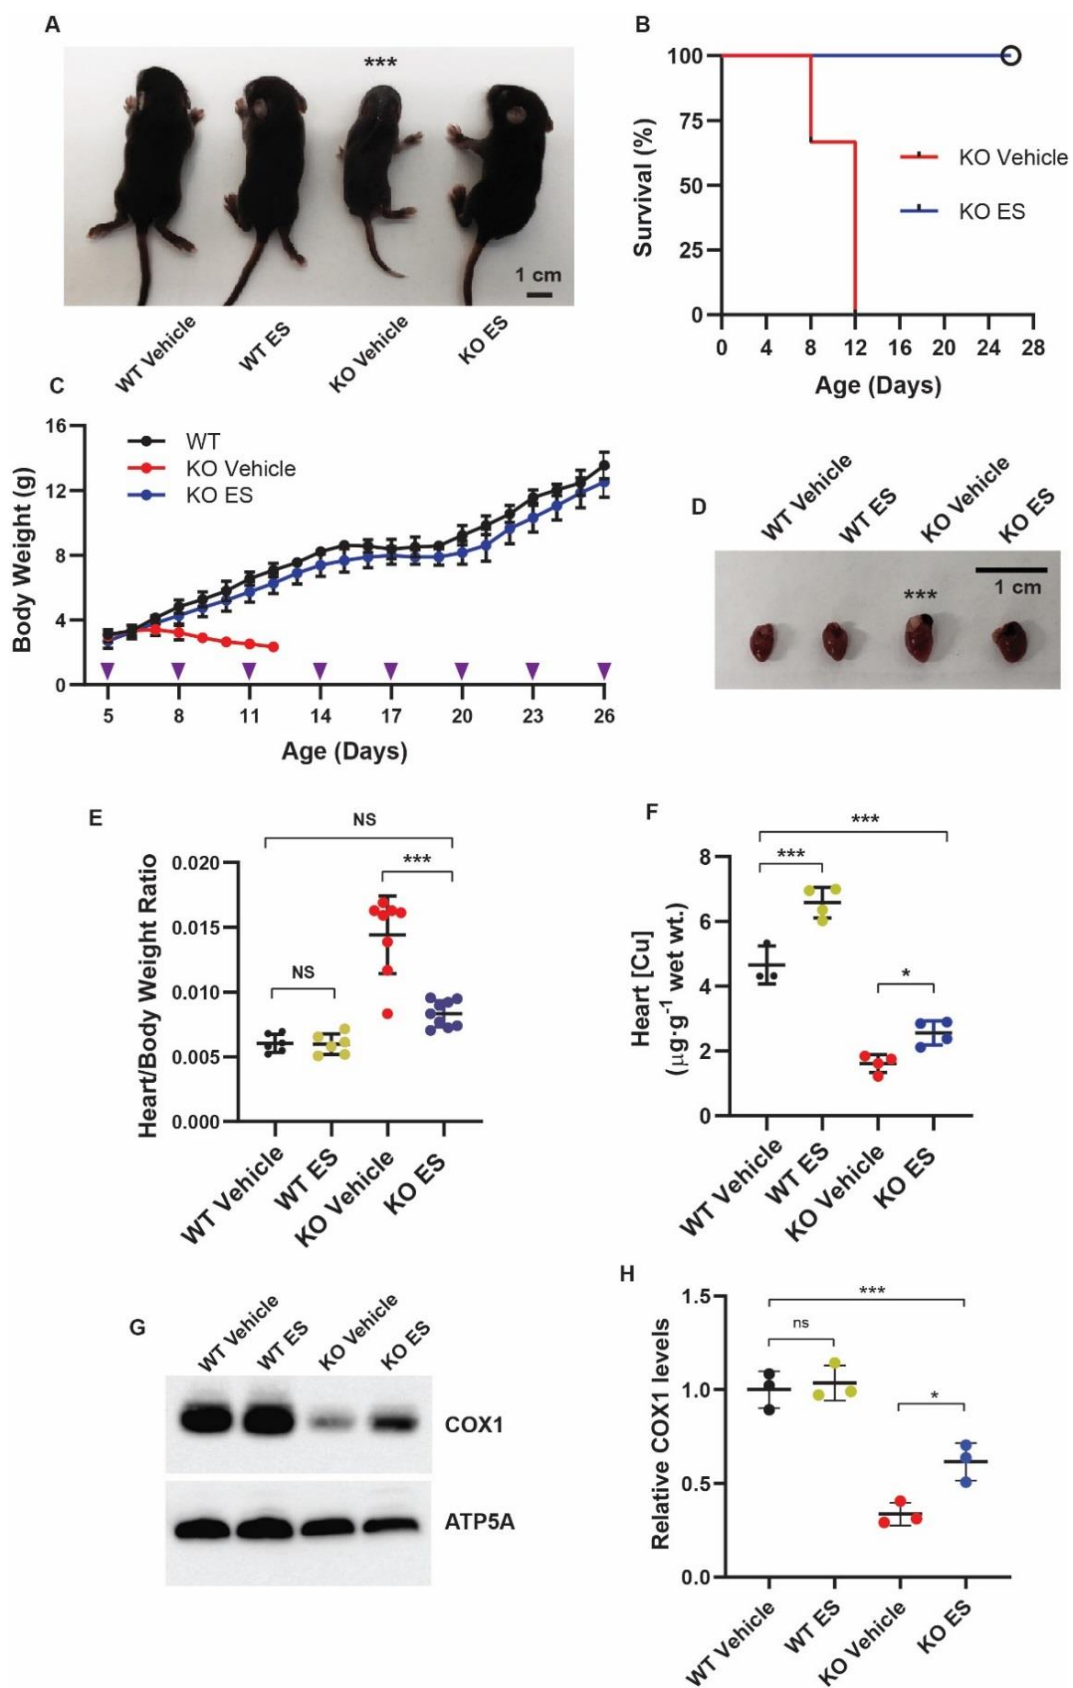 A
***
1 cm
WT Vehicle
WT ES
KO Vehicle
KO ES
B
Survival (%)
100
75
50
25
0
KO Vehicle
KO ES
0 4 8 12 16 20 24 28
Age (Days)
C
Body Weight (g)
16
12
8
4
0
WT
KO Vehicle
KO ES
5 8 11 14 17 20 23 26
Age (Days)
D
WT Vehicle
WT ES
KO Vehicle
KO ES
***
1 cm
E
Heart/Body Weight Ratio
0.020
0.015
0.010
0.005
0.000
NS
***
NS
WT Vehicle
WT ES
KO Vehicle
KO ES
F
Heart [Cu]
(μg·g⁻¹ wet wt.)
8
6
4
2
0
***
***
*
WT Vehicle
WT ES
KO Vehicle
KO ES
G
WT Vehicle
WT ES
KO Vehicle
KO ES
COX1
ATP5A
H
Relative COX1 levels
1.5
1.0
0.5
0.0
***
ns
*
WT Vehicle
WT ES
KO Vehicle
KO ES